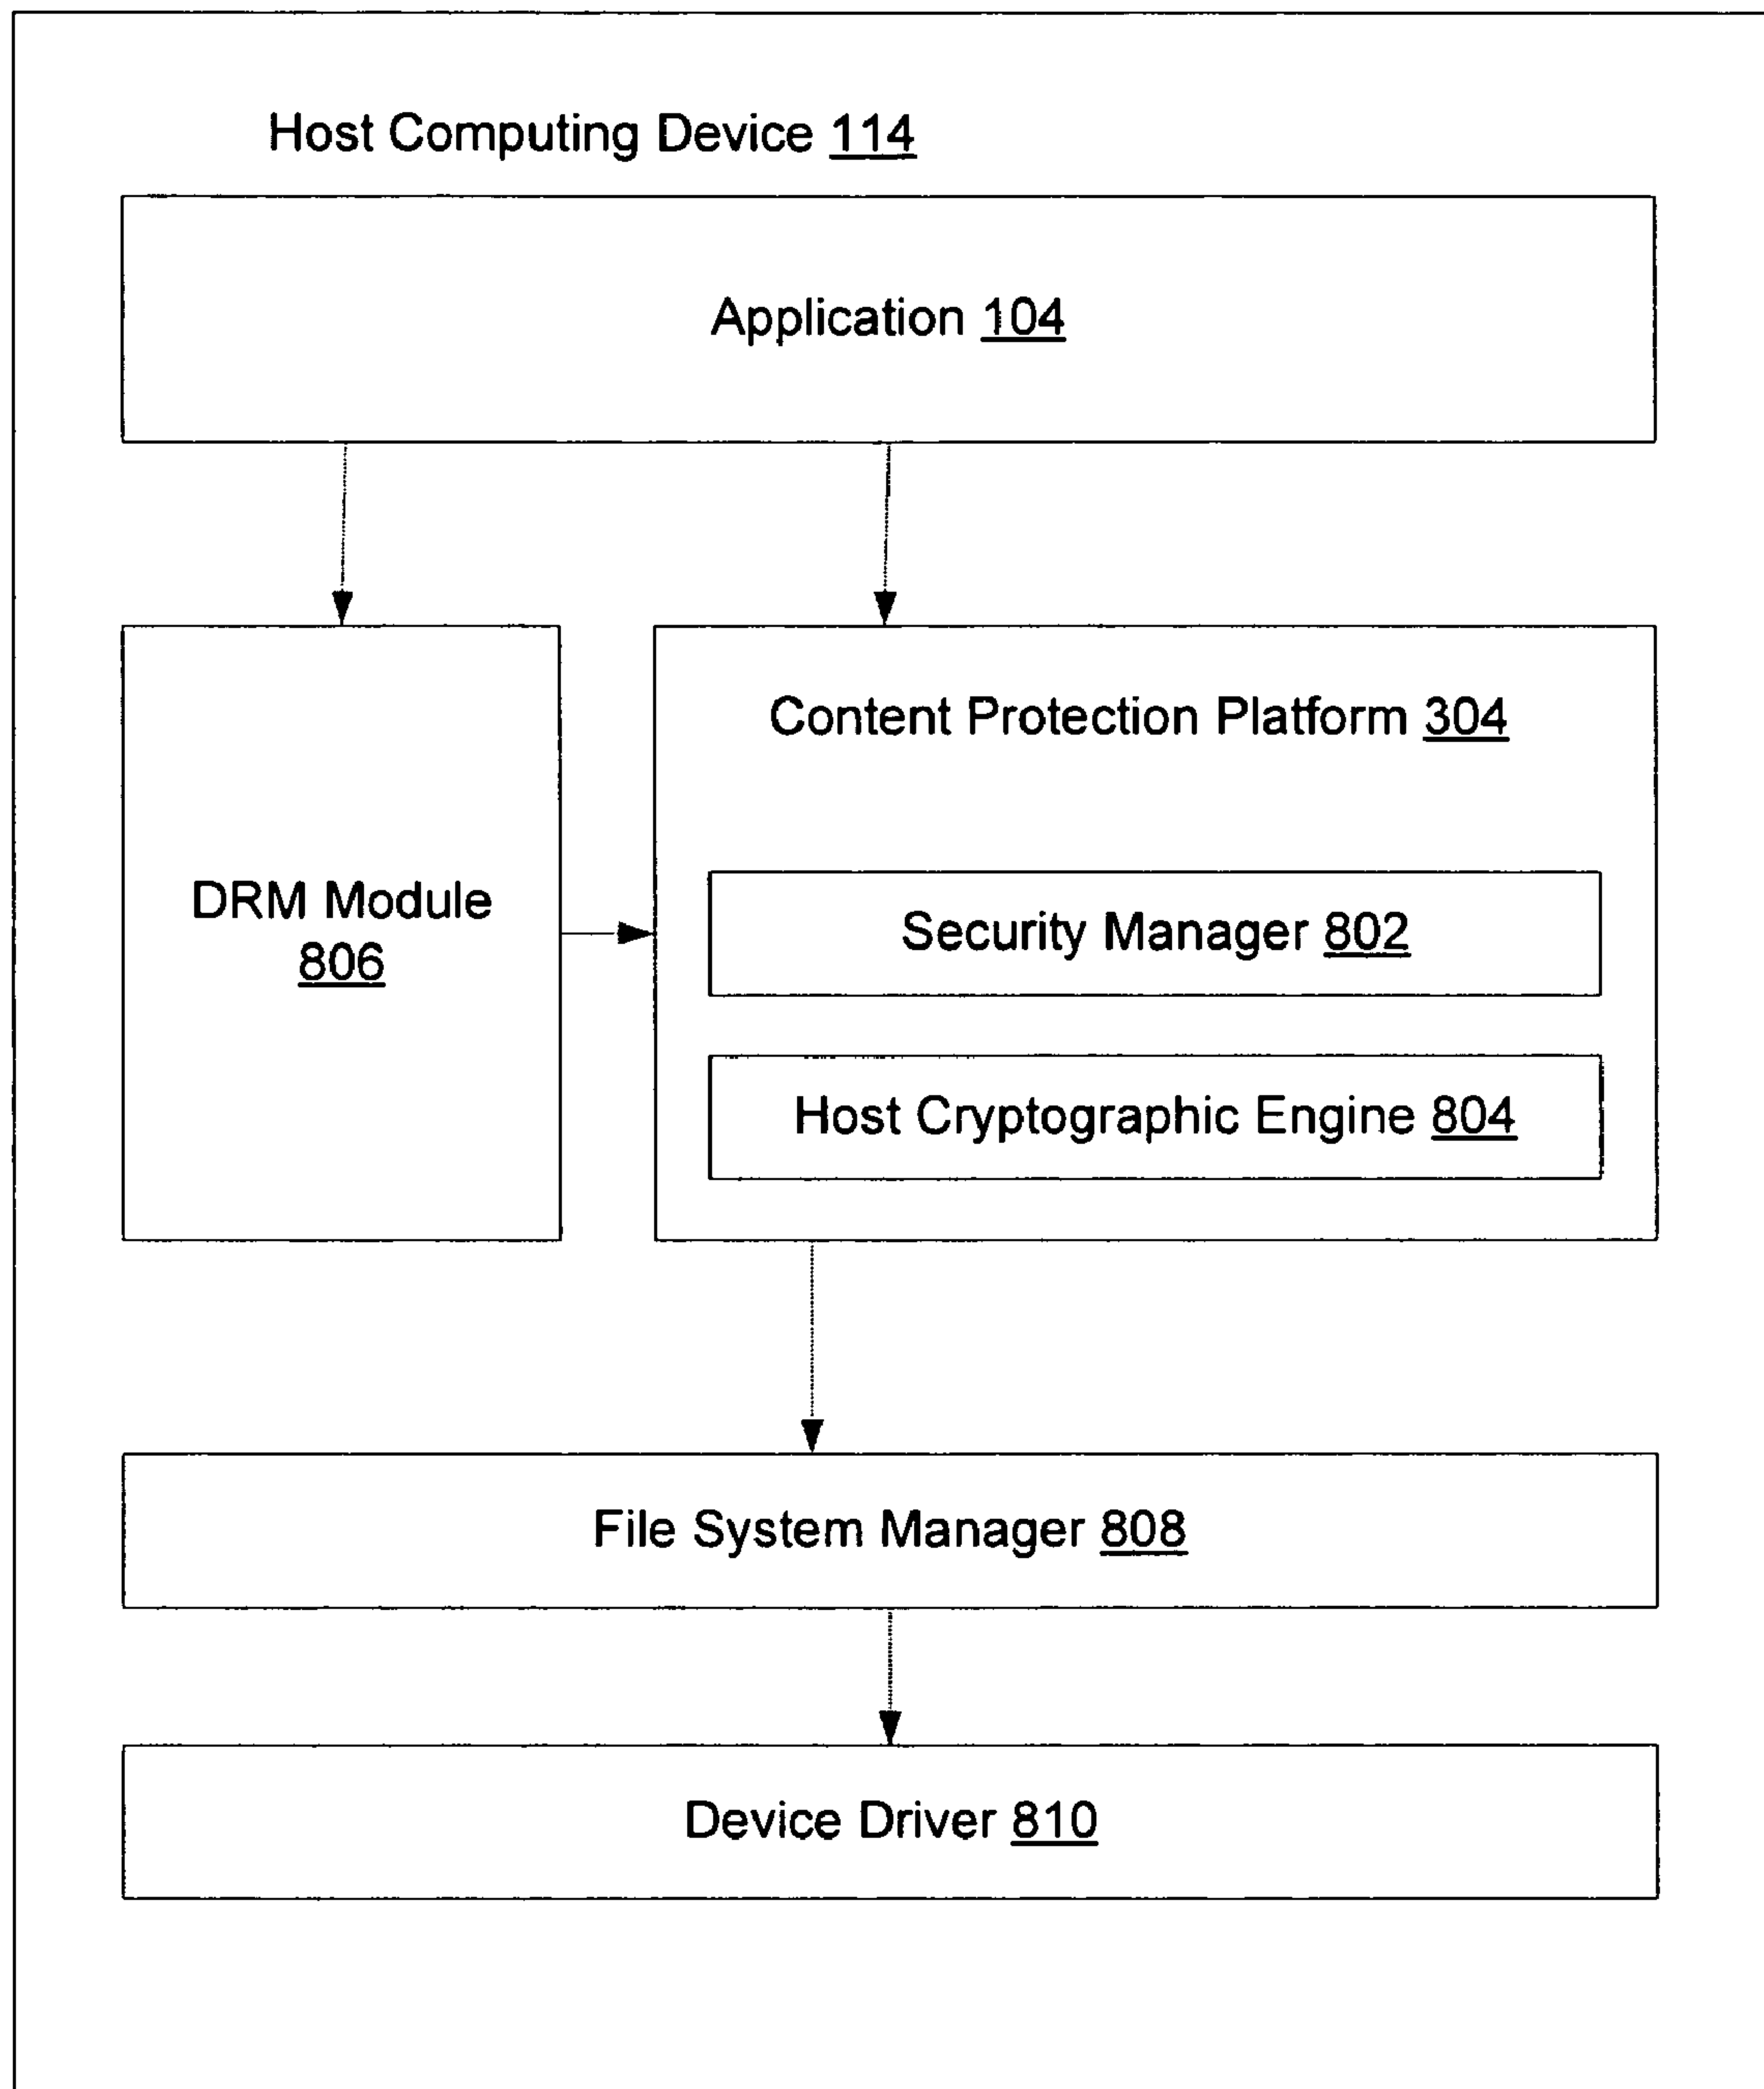 Host Computing Device 114
Application 104
Content Protection Platform 304
DRM Module
806
Security Manager 802
Host Cryptographic Engine 804
File System Manager 808
Device Driver 810